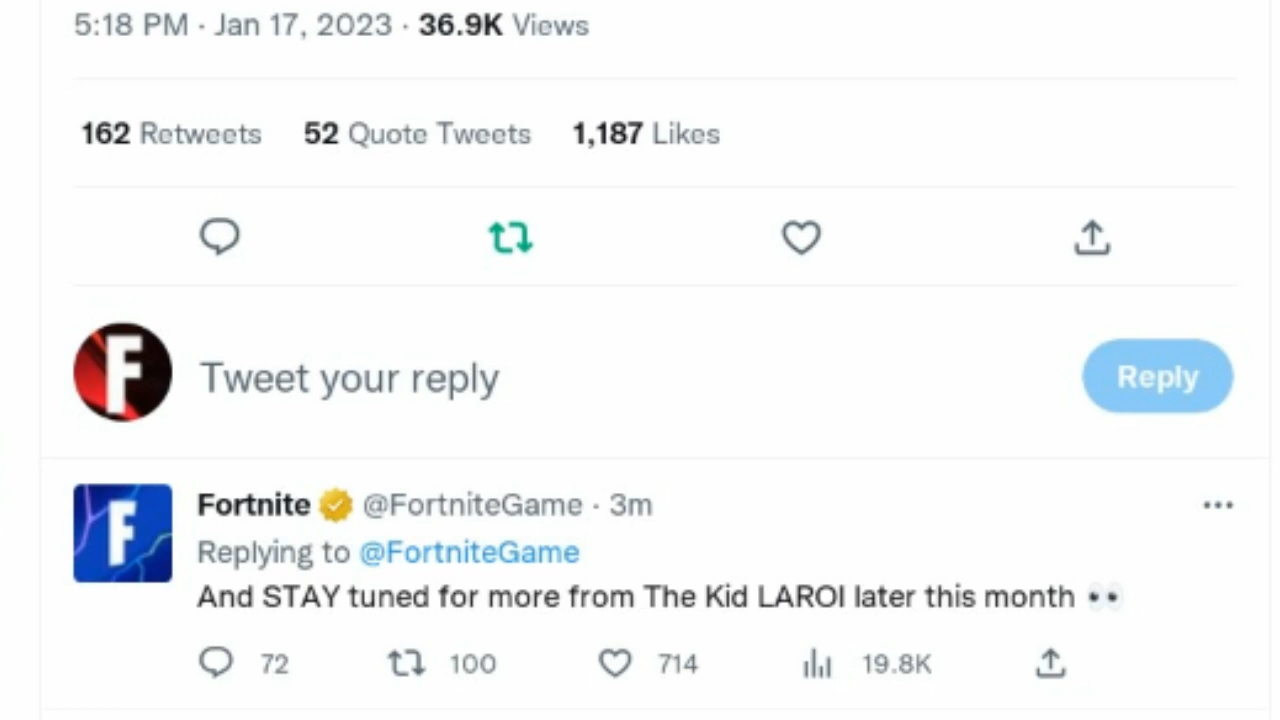 5:18 PM · Jan 17, 2023 · 36.9K Views
162 Retweets 52 Quote Tweets 1,187 Likes
F
Tweet your reply
Reply
F
Fortnite @FortniteGame · 3m
Replying to @FortniteGame
And STAY tuned for more from The Kid LAROI later this month 👀
72 100 714 19.8K